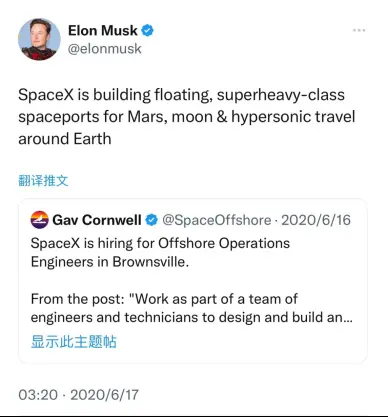 Elon Musk
@elonmusk
SpaceX is building floating, superheavy-class
spaceports for Mars, moon & hypersonic travel
around Earth
翻译推文
Gav Cornwell @SpaceOffshore · 2020/6/16
SpaceX is hiring for Offshore Operations
Engineers in Brownsville.
From the post: "Work as part of a team of
engineers and technicians to design and build an...
显示此主题帖
03:20 · 2020/6/17